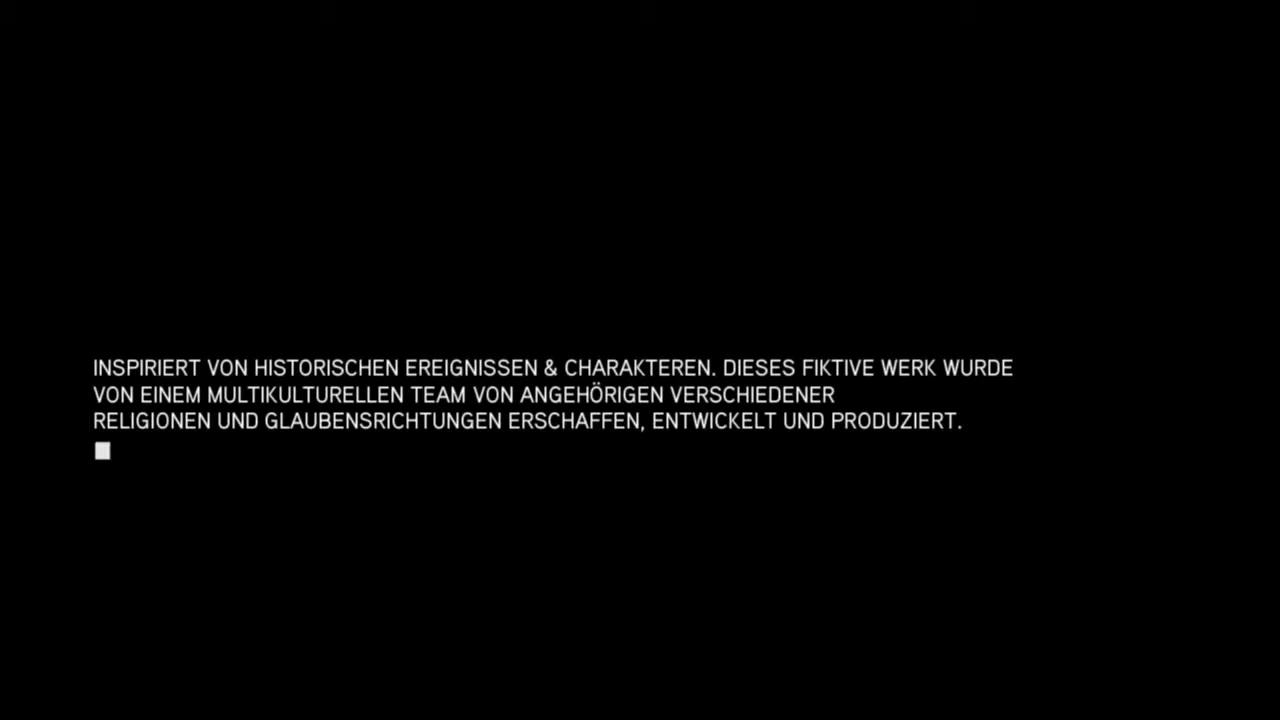 INSPIRIERT VON HISTORISCHEN EREIGNISSEN & CHARAKTEREN. DIESES FIKTIVE WERK WURDE
VON EINEM MULTIKULTURELLEN TEAM VON ANGEHÖRIGEN VERSCHIEDENER
RELIGIONEN UND GLAUBENSRICHTUNGEN ERSCHAFFEN, ENTWICKELT UND PRODUZIERT.